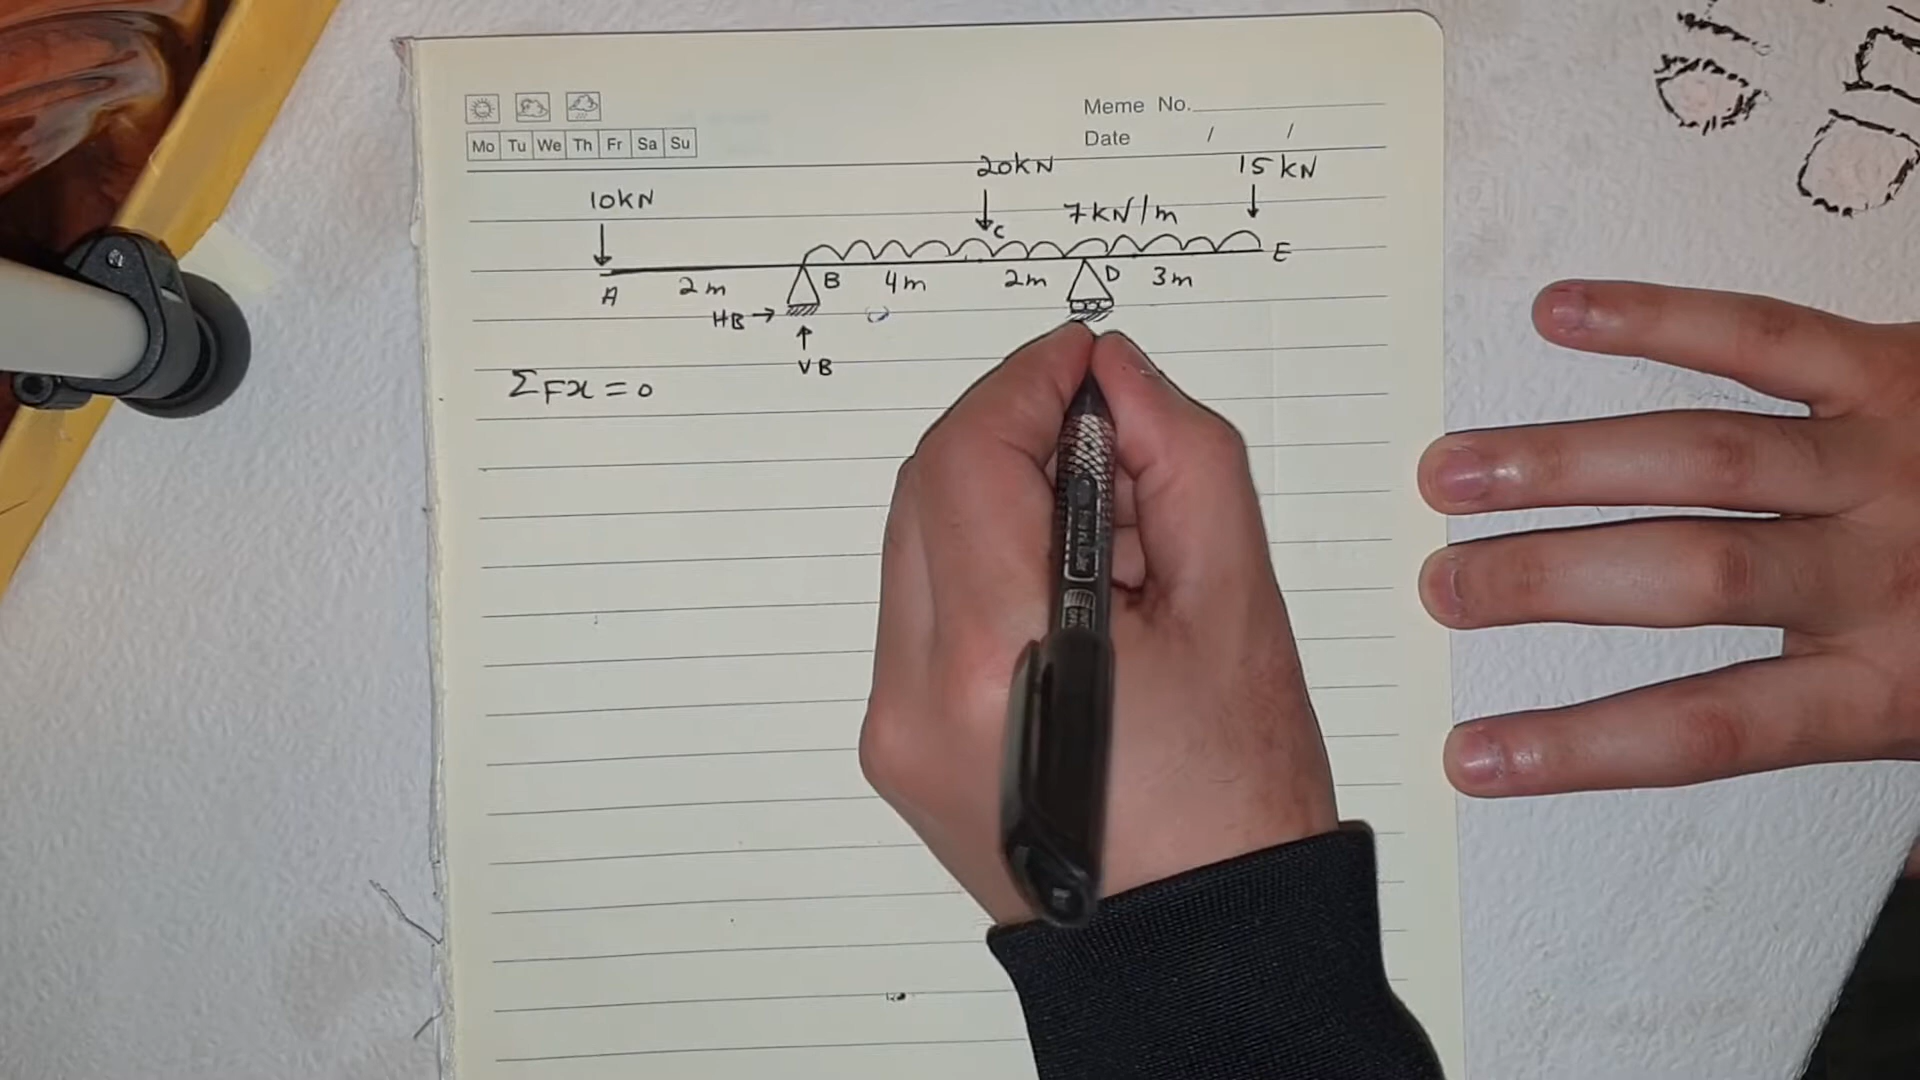 Meme No.
Mo Tu We Th Fr Sa Su
Date / /
20kN
15 kN
10kN
7kN/m
C
E
A
2m
B
4m
2m
D
3m
HB
VB
ΣFx = 0